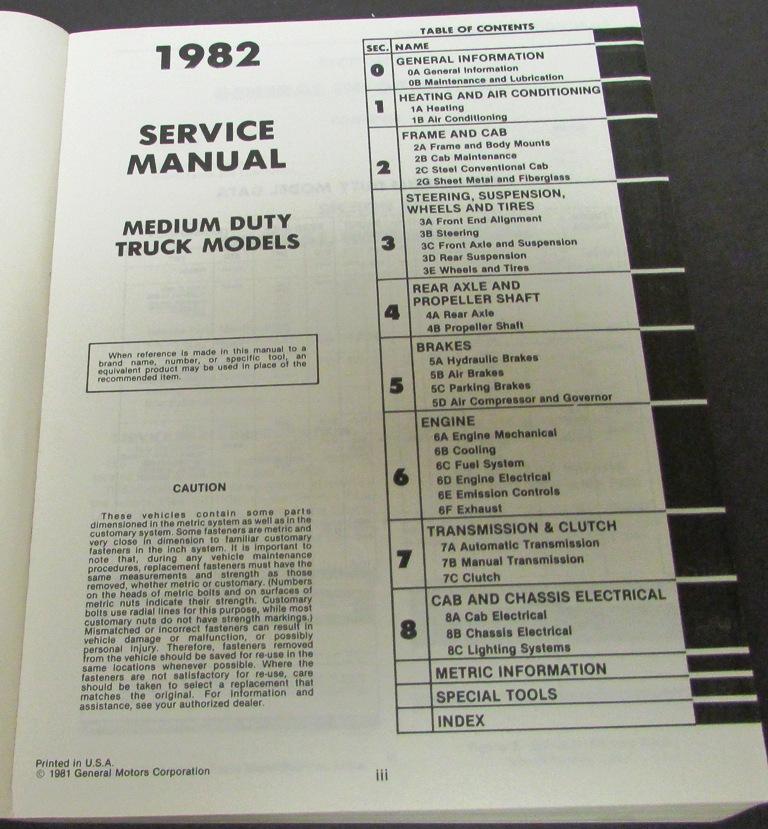 1982
SERVICE
MANUAL
MEDIUM DUTY
TRUCK MODELS
When reference is made in this manual to a
brand name, number, or specific tool, an
equivalent product may be used in place of the
recommended item.
CAUTION
These vehicles contain some parts
dimensioned in the metric system as well as in the
customary system. Some fasteners are metric and
very close in dimension to familiar customary
fasteners in the inch system. It is important to
note that, during any vehicle maintenance
procedures, replacement fasteners must have the
same measurements and strength as those
removed, whether metric or customary. (Numbers
on the heads of metric bolts and on surfaces of
metric nuts indicate their strength. Customary
bolts use radial lines for this purpose, while most
customary nuts do not have strength markings.)
Mismatched or incorrect fasteners can result in
vehicle damage or malfunction, or possibly
personal injury. Therefore, fasteners removed
from the vehicle should be saved for re-use in the
same locations whenever possible. Where the
fasteners are not satisfactory for re-use, care
should be taken to select a replacement that
matches the original. For information and
assistance, see your authorized dealer.
Printed in U.S.A.
© 1981 General Motors Corporation
TABLE OF CONTENTS
SEC. NAME
0 GENERAL INFORMATION
0A General Information
0B Maintenance and Lubrication
1 HEATING AND AIR CONDITIONING
1A Heating
1B Air Conditioning
2 FRAME AND CAB
2A Frame and Body Mounts
2B Cab Maintenance
2C Steel Conventional Cab
2G Sheet Metal and Fiberglass
3 STEERING, SUSPENSION,
WHEELS AND TIRES
3A Front End Alignment
3B Steering
3C Front Axle and Suspension
3D Rear Suspension
3E Wheels and Tires
4 REAR AXLE AND
PROPELLER SHAFT
4A Rear Axle
4B Propeller Shaft
5 BRAKES
5A Hydraulic Brakes
5B Air Brakes
5C Parking Brakes
5D Air Compressor and Governor
6 ENGINE
6A Engine Mechanical
6B Cooling
6C Fuel System
6D Engine Electrical
6E Emission Controls
6F Exhaust
7 TRANSMISSION & CLUTCH
7A Automatic Transmission
7B Manual Transmission
7C Clutch
8 CAB AND CHASSIS ELECTRICAL
8A Cab Electrical
8B Chassis Electrical
8C Lighting Systems
METRIC INFORMATION
SPECIAL TOOLS
INDEX
iii